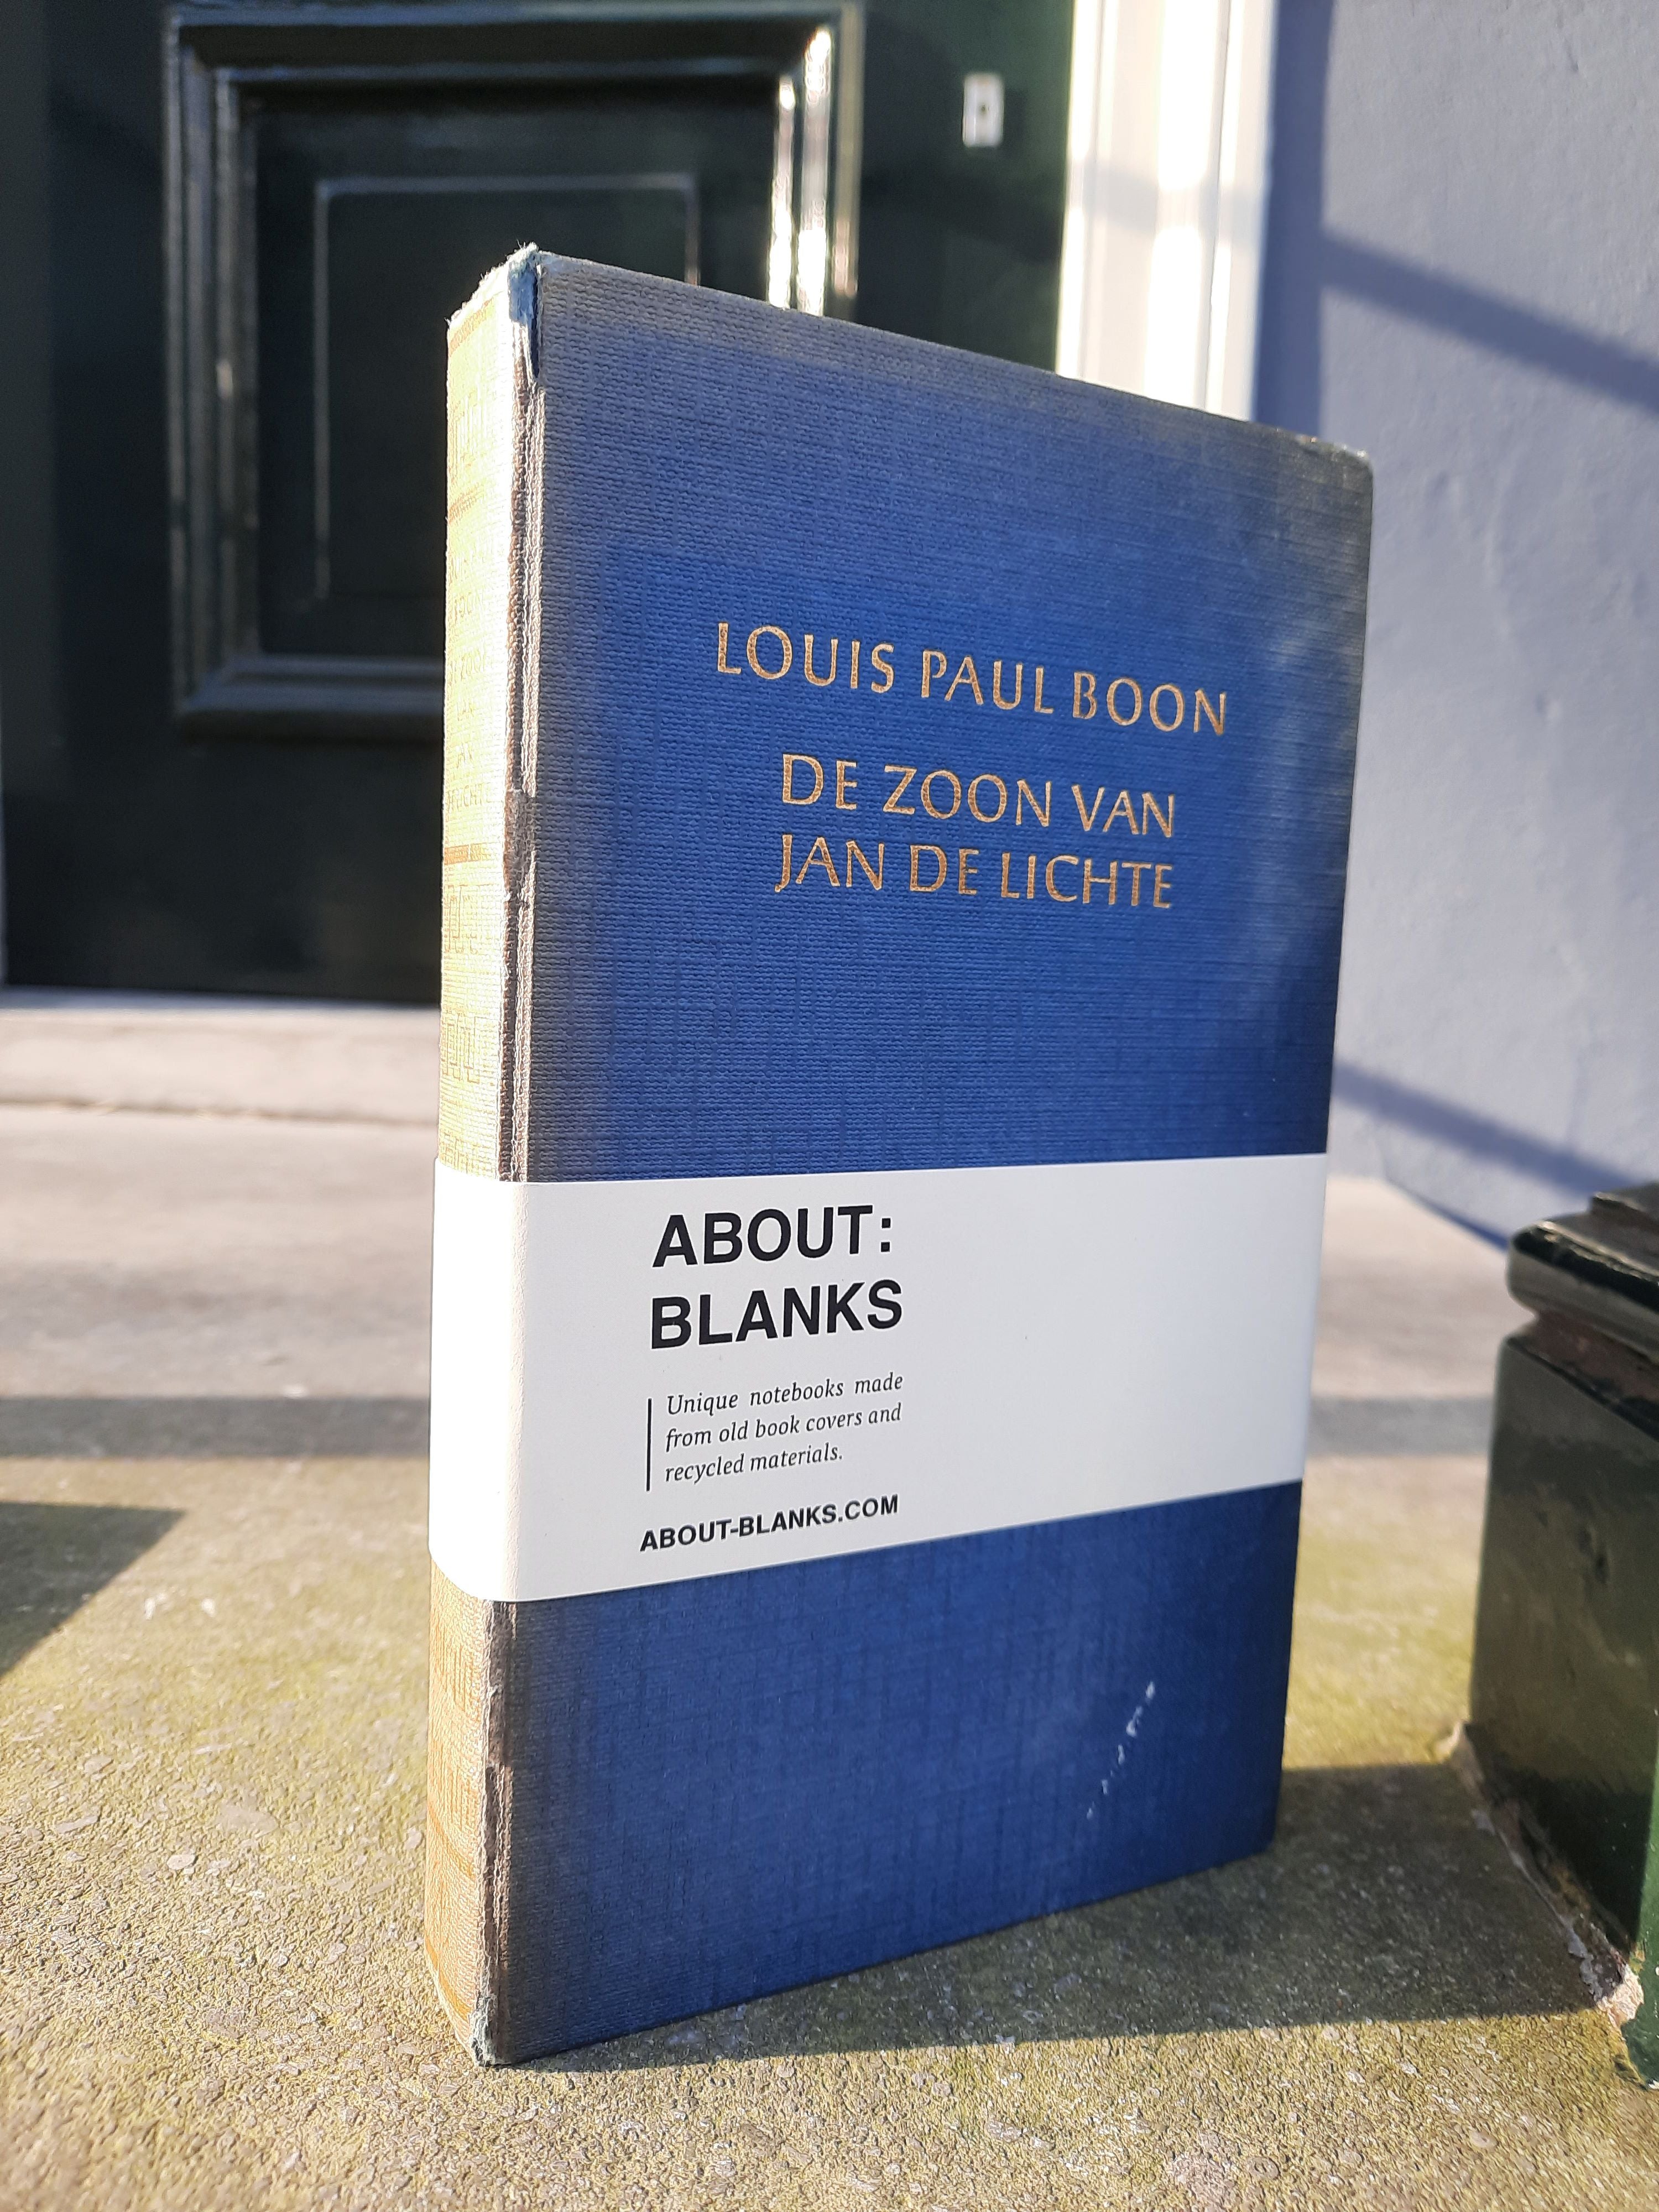 LOUIS PAUL BOON
DE ZOON VAN
JAN DE LICHTE
ABOUT:
BLANKS
Unique notebooks made
from old book covers and
recycled materials.
ABOUT-BLANKS.COM